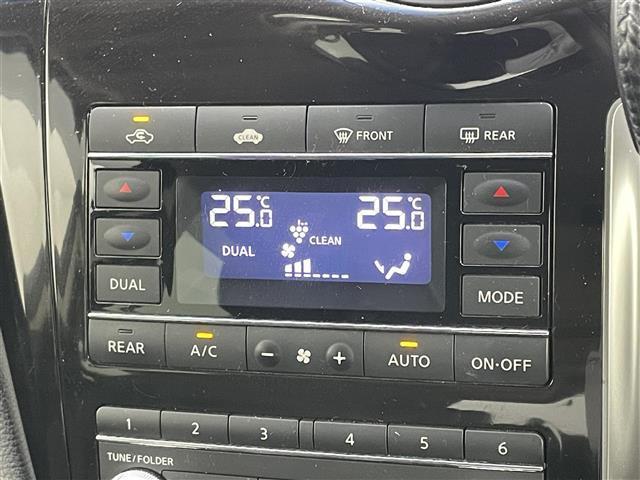 CLEAN FRONT REAR
25.0 °C 25.0 °C
DUAL CLEAN
DUAL MODE
REAR A/C − + AUTO ON·OFF
1 2 3 4 5 6
TUNE/FOLDER